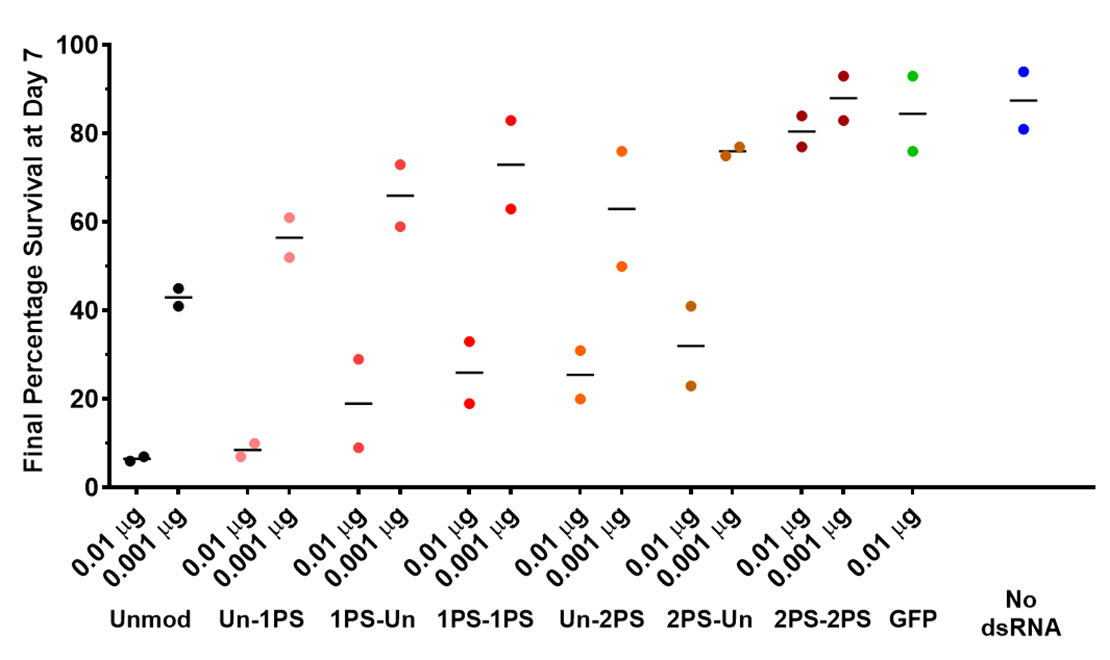 Final Percentage Survival at Day 7
100
80
60
40
20
0
0.01 μg
0.001 μg
0.01 μg
0.001 μg
0.01 μg
0.001 μg
0.01 μg
0.001 μg
0.01 μg
0.001 μg
0.01 μg
0.001 μg
0.01 μg
0.001 μg
0.01 μg
Unmod
Un-1PS
1PS-Un
1PS-1PS
Un-2PS
2PS-Un
2PS-2PS
GFP
No
dsRNA